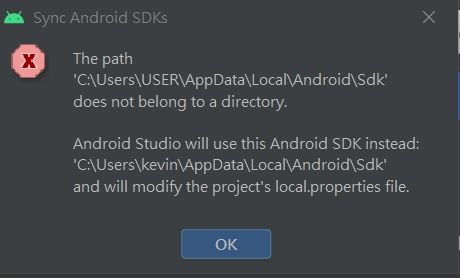 Sync Android SDKs
X
The path
'C:\Users\USER\AppData\Local\Android\Sdk'
does not belong to a directory.
Android Studio will use this Android SDK instead:
'C:\Users\kevin\AppData\Local\Android\Sdk'
and will modify the project's local.properties file.
OK